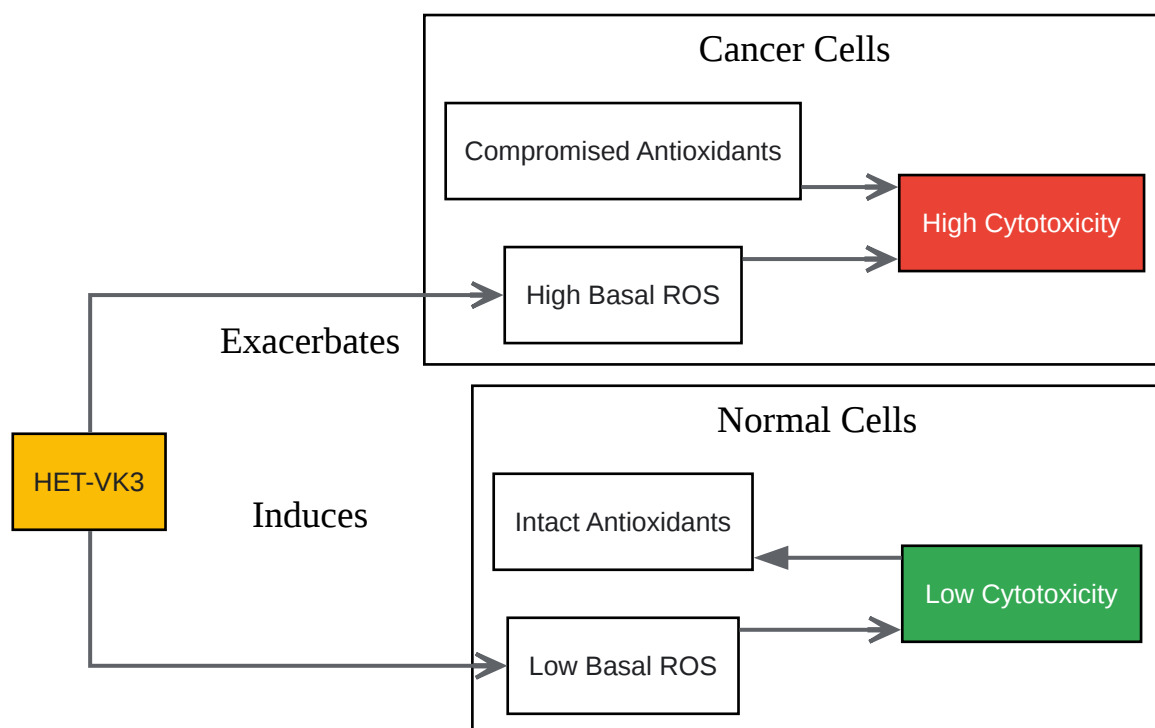 Cancer Cells
Compromised Antioxidants
High Cytotoxicity
High Basal ROS
Exacerbates
Normal Cells
HET-VK3
Induces
Intact Antioxidants
Low Cytotoxicity
Low Basal ROS